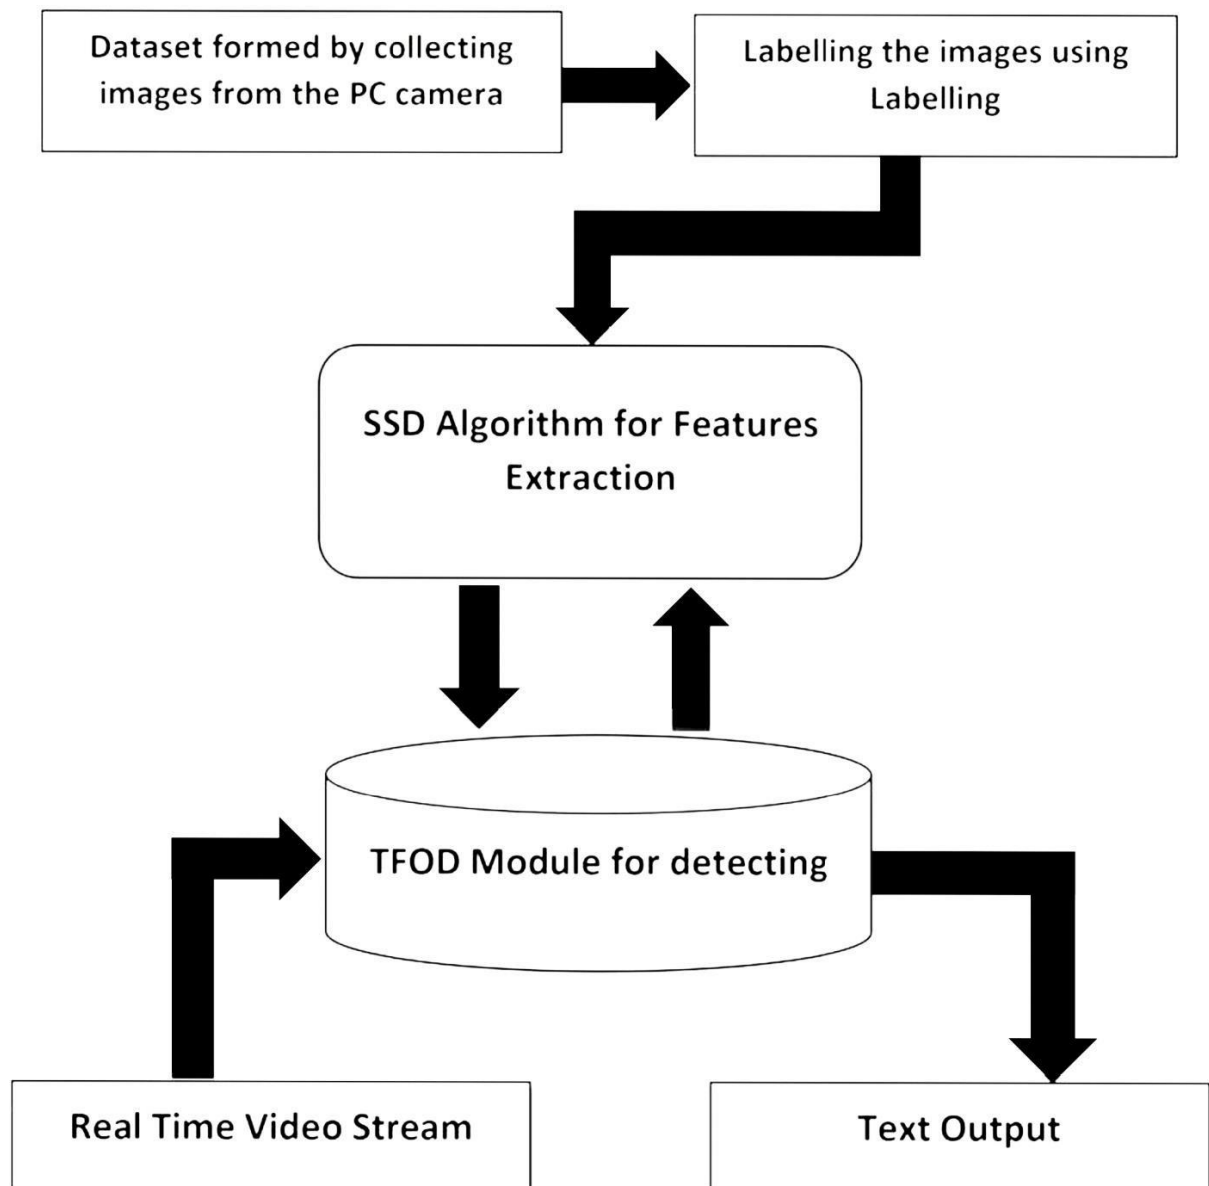 Dataset formed by collecting
images from the PC camera
Labelling the images using
Labelling
SSD Algorithm for Features
Extraction
TFOD Module for detecting
Real Time Video Stream
Text Output